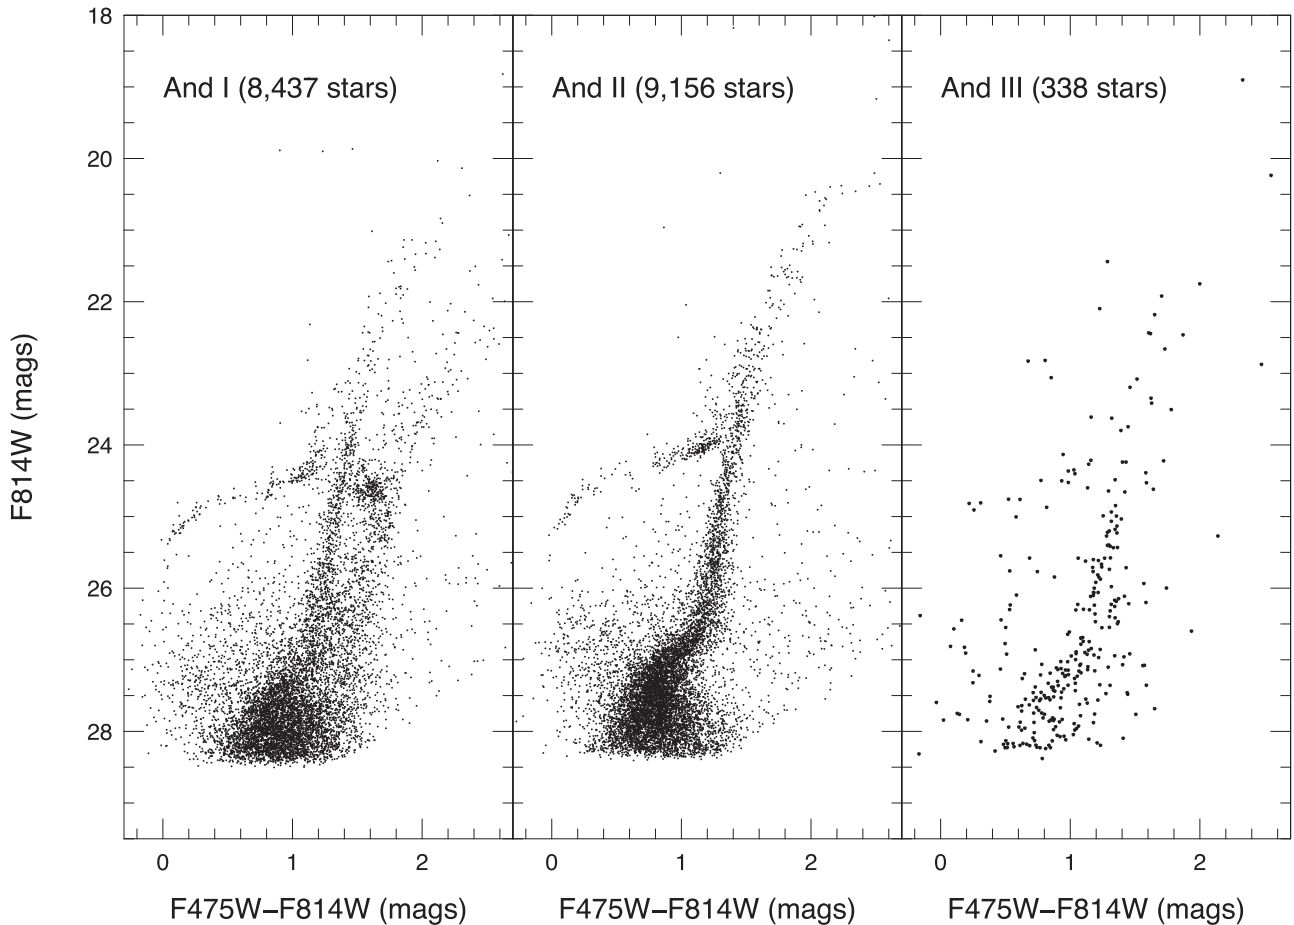 And I (8,437 stars)
And II (9,156 stars)
And III (338 stars)
F814W (mags)
18
20
22
24
26
28
0 1 2 0 1 2 0 1 2
F475W−F814W (mags) F475W−F814W (mags) F475W−F814W (mags)